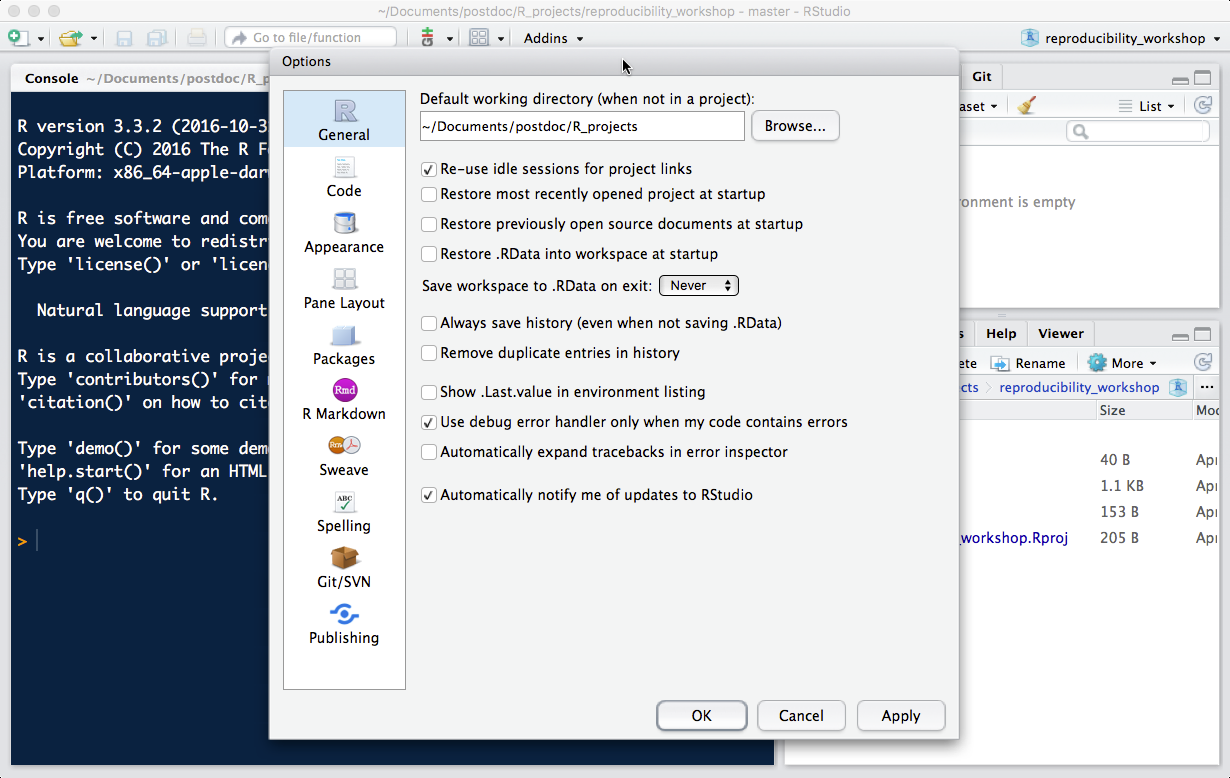 ~/Documents/postdoc/R_projects/reproducibility_workshop - master - RStudio
Go to file/function
Addins
reproducibility_workshop
Console ~/Documents/postdoc/R_p
R version 3.3.2 (2016-10-3
Copyright (C) 2016 The R Fo
Platform: x86_64-apple-dar
R is free software and com
You are welcome to redistr
Type 'license()' or 'licen
Natural language support
R is a collaborative proje
Type 'contributors()' for
'citation()' on how to cit
Type 'demo()' for some dem
'help.start()' for an HTML
Type 'q()' to quit R.
>
Options
R
General
Code
Appearance
Pane Layout
Packages
Rmd
R Markdown
Sweave
ABC
Spelling
Git/SVN
Publishing
Default working directory (when not in a project):
~/Documents/postdoc/R_projects
Browse...
Re-use idle sessions for project links
Restore most recently opened project at startup
Restore previously open source documents at startup
Restore .RData into workspace at startup
Save workspace to .RData on exit: Never
Always save history (even when not saving .RData)
Remove duplicate entries in history
Show .Last.value in environment listing
Use debug error handler only when my code contains errors
Automatically expand tracebacks in error inspector
Automatically notify me of updates to RStudio
OK Cancel Apply
Git
aset List
onment is empty
s Help Viewer
ete Rename More
cts reproducibility_workshop R ...
Size Mod
40 B Apr
1.1 KB Apr
153 B Apr
_workshop.Rproj 205 B Apr